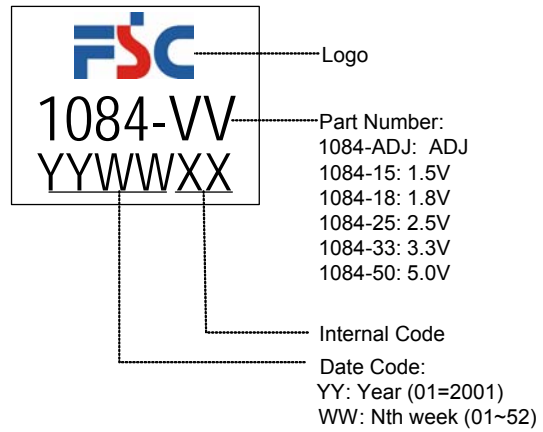 FSC
Logo
1084-VV
Part Number:
1084-ADJ: ADJ
1084-15: 1.5V
1084-18: 1.8V
1084-25: 2.5V
1084-33: 3.3V
1084-50: 5.0V
YYWWXX
Internal Code
Date Code:
YY: Year (01=2001)
WW: Nth week (01~52)